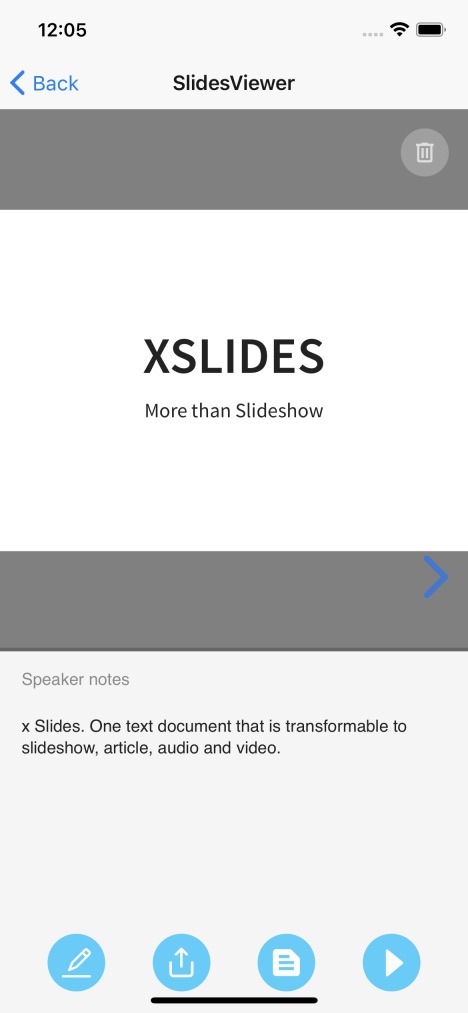 12:05
Back
SlidesViewer
XSLIDES
More than Slideshow
Speaker notes
x Slides. One text document that is transformable to
slideshow, article, audio and video.